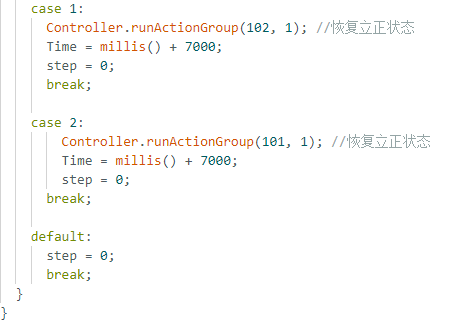 case 1:
Controller.runActionGroup(102, 1); //恢复立正状态
Time = millis() + 7000;
step = 0;
break;
case 2:
Controller.runActionGroup(101, 1); //恢复立正状态
Time = millis() + 7000;
step = 0;
break;
default:
step = 0;
break;
}
}